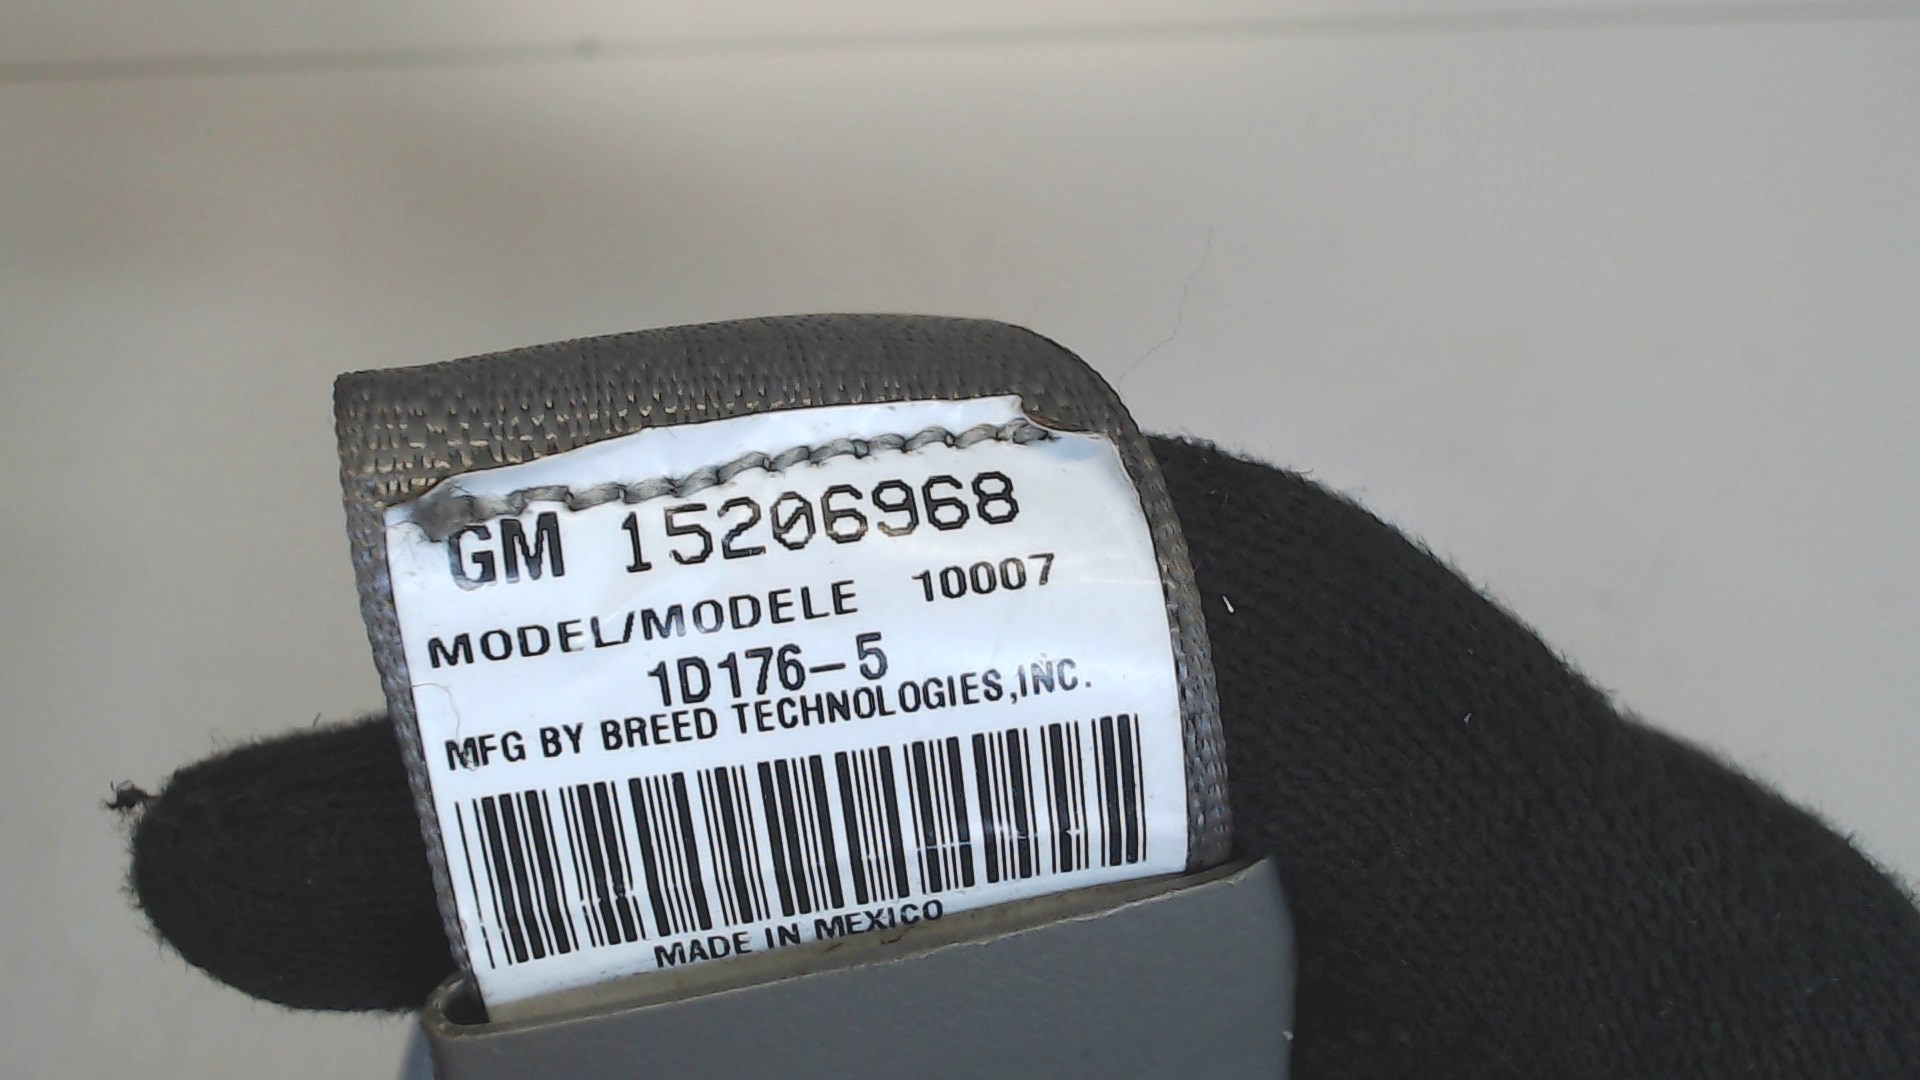 GM 15206968
MODEL/MODELE 10007
1D176-5
MFG BY BREED TECHNOLOGIES,INC.
MADE IN MEXICO